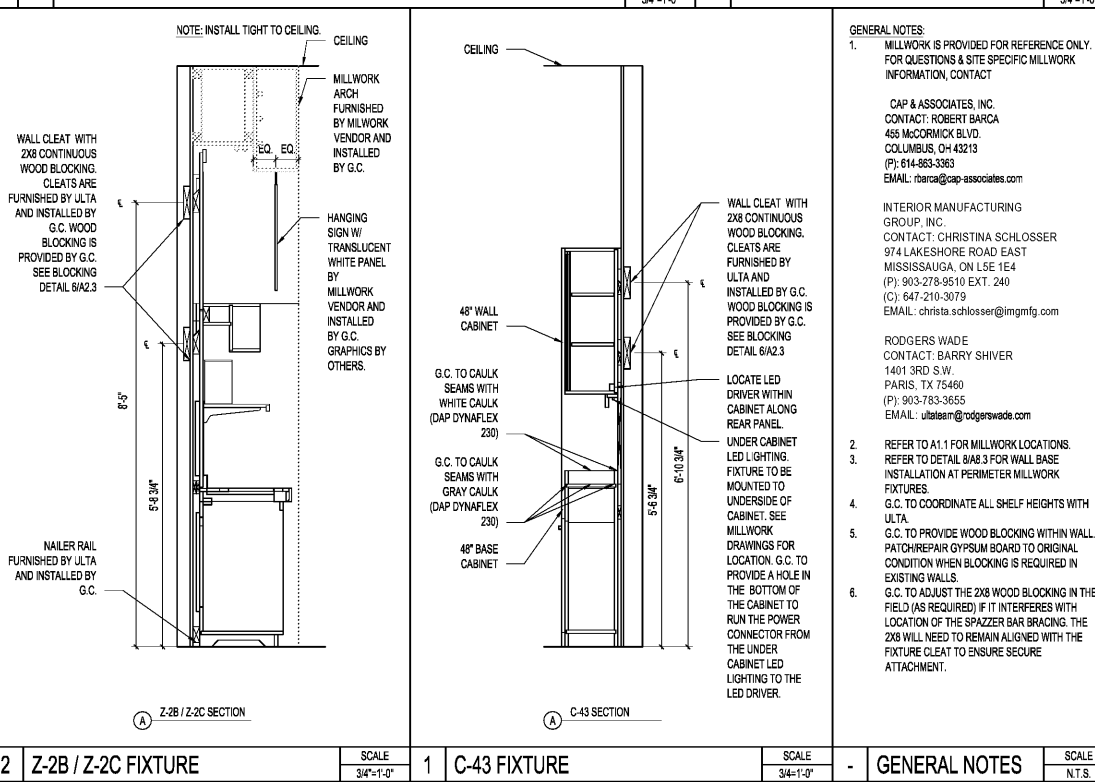 3/4"=1'-0"
3/4"=1'-0"
NOTE: INSTALL TIGHT TO CEILING.
CEILING
MILLWORK
ARCH
FURNISHED
BY MILWORK
VENDOR AND
INSTALLED
BY G.C.
EQ. EQ.
WALL CLEAT WITH
2X8 CONTINUOUS
WOOD BLOCKING.
CLEATS ARE
FURNISHED BY ULTA
AND INSTALLED BY
G.C. WOOD
BLOCKING IS
PROVIDED BY G.C.
SEE BLOCKING
DETAIL 6/A2.3
HANGING
SIGN W/
TRANSLUCENT
WHITE PANEL
BY
MILLWORK
VENDOR AND
INSTALLED
BY G.C.
GRAPHICS BY
OTHERS.
8'-5"
5'-8 3/4"
NAILER RAIL
FURNISHED BY ULTA
AND INSTALLED BY
G.C.
A Z-2B / Z-2C SECTION
2 Z-2B / Z-2C FIXTURE
SCALE
3/4"=1'-0"
CEILING
WALL CLEAT WITH
2X8 CONTINUOUS
WOOD BLOCKING.
CLEATS ARE
FURNISHED BY
ULTA AND
INSTALLED BY G.C.
WOOD BLOCKING IS
PROVIDED BY G.C.
SEE BLOCKING
DETAIL 6/A2.3
48" WALL
CABINET
G.C. TO CAULK
SEAMS WITH
WHITE CAULK
(DAP DYNAFLEX
230)
G.C. TO CAULK
SEAMS WITH
GRAY CAULK
(DAP DYNAFLEX
230)
48" BASE
CABINET
LOCATE LED
DRIVER WITHIN
CABINET ALONG
REAR PANEL.
UNDER CABINET
LED LIGHTING.
FIXTURE TO BE
MOUNTED TO
UNDERSIDE OF
CABINET. SEE
MILLWORK
DRAWINGS FOR
LOCATION. G.C. TO
PROVIDE A HOLE IN
THE BOTTOM OF
THE CABINET TO
RUN THE POWER
CONNECTOR FROM
THE UNDER
CABINET LED
LIGHTING TO THE
LED DRIVER.
5'-6 3/4"
6'-10 3/4"
A C-43 SECTION
1 C-43 FIXTURE
SCALE
3/4=1'-0"
GENERAL NOTES:
1. MILLWORK IS PROVIDED FOR REFERENCE ONLY.
FOR QUESTIONS & SITE SPECIFIC MILLWORK
INFORMATION, CONTACT
CAP & ASSOCIATES, INC.
CONTACT: ROBERT BARCA
455 McCORMICK BLVD.
COLUMBUS, OH 43213
(P): 614-863-3363
EMAIL: rbarca@cap-associates.com
INTERIOR MANUFACTURING
GROUP, INC.
CONTACT: CHRISTINA SCHLOSSER
974 LAKESHORE ROAD EAST
MISSISSAUGA, ON L5E 1E4
(P): 903-278-9510 EXT. 240
(C): 647-210-3079
EMAIL: christa.schlosser@imgmfg.com
RODGERS WADE
CONTACT: BARRY SHIVER
1401 3RD S.W.
PARIS, TX 75460
(P): 903-783-3655
EMAIL: ultateam@rodgerswade.com
2. REFER TO A1.1 FOR MILLWORK LOCATIONS.
3. REFER TO DETAIL 8/A8.3 FOR WALL BASE
INSTALLATION AT PERIMETER MILLWORK
FIXTURES.
4. G.C. TO COORDINATE ALL SHELF HEIGHTS WITH
ULTA.
5. G.C. TO PROVIDE WOOD BLOCKING WITHIN WALL.
PATCH/REPAIR GYPSUM BOARD TO ORIGINAL
CONDITION WHEN BLOCKING IS REQUIRED IN
EXISTING WALLS.
6. G.C. TO ADJUST THE 2X8 WOOD BLOCKING IN THE
FIELD (AS REQUIRED) IF IT INTERFERES WITH
LOCATION OF THE SPAZZER BAR BRACING. THE
2X8 WILL NEED TO REMAIN ALIGNED WITH THE
FIXTURE CLEAT TO ENSURE SECURE
ATTACHMENT.
- GENERAL NOTES
SCALE
N.T.S.